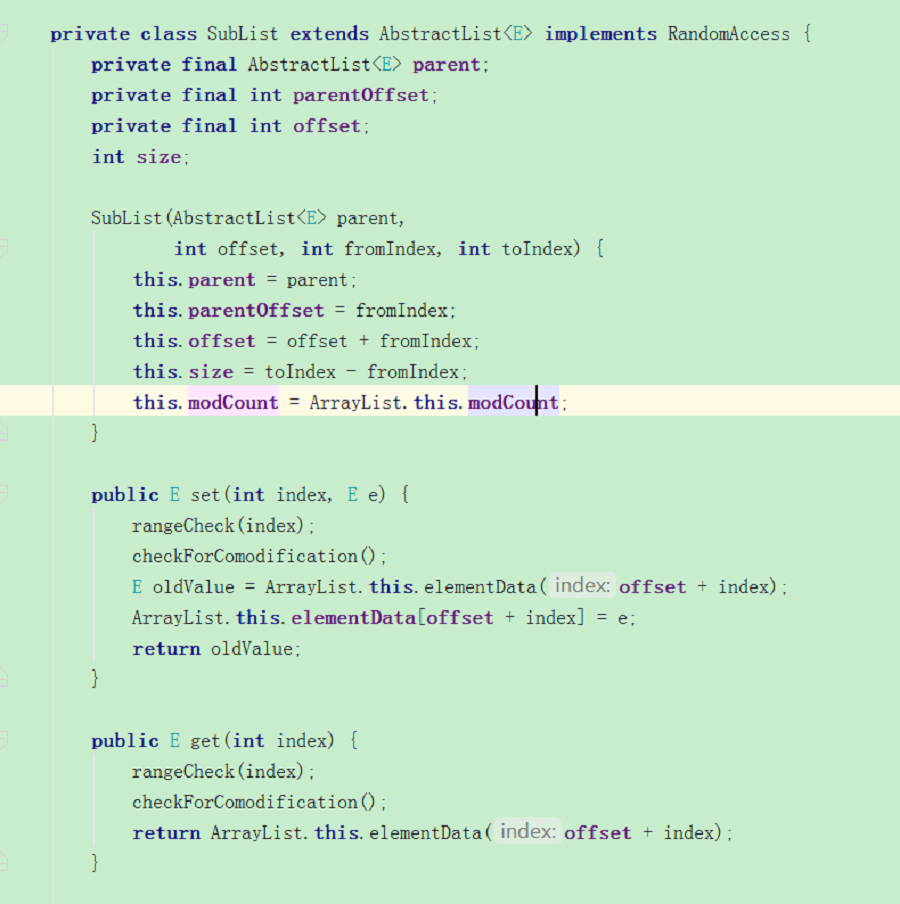 private class SubList extends AbstractList<E> implements RandomAccess {
private final AbstractList<E> parent;
private final int parentOffset;
private final int offset;
int size;
SubList(AbstractList<E> parent,
int offset, int fromIndex, int toIndex) {
this.parent = parent;
this.parentOffset = fromIndex;
this.offset = offset + fromIndex;
this.size = toIndex - fromIndex;
this.modCount = ArrayList.this.modCount;
}
public E set(int index, E e) {
rangeCheck(index);
checkForComodification();
E oldValue = ArrayList.this.elementData( index: offset + index);
ArrayList.this.elementData[offset + index] = e;
return oldValue;
}
public E get(int index) {
rangeCheck(index);
checkForComodification();
return ArrayList.this.elementData( index: offset + index);
}